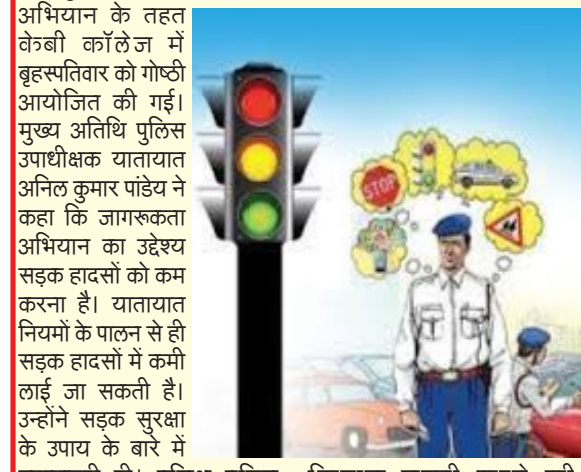 अभियान के तहत
केबी कॉलेज में
बृहस्पतिवार को गोष्ठी
आयोजित की गई।
मुख्य अतिथि पुलिस
उपाधीक्षक यातायात
अनिल कुमार पांडेय ने
कहा कि जागरूकता
अभियान का उद्देश्य
सड़क हादसों को कम
करना है। यातायात
नियमों के पालन से ही
सड़क हादसों में कमी
लाई जा सकती है।
उन्होंने सड़क सुरक्षा
के उपाय के बारे में
STOP